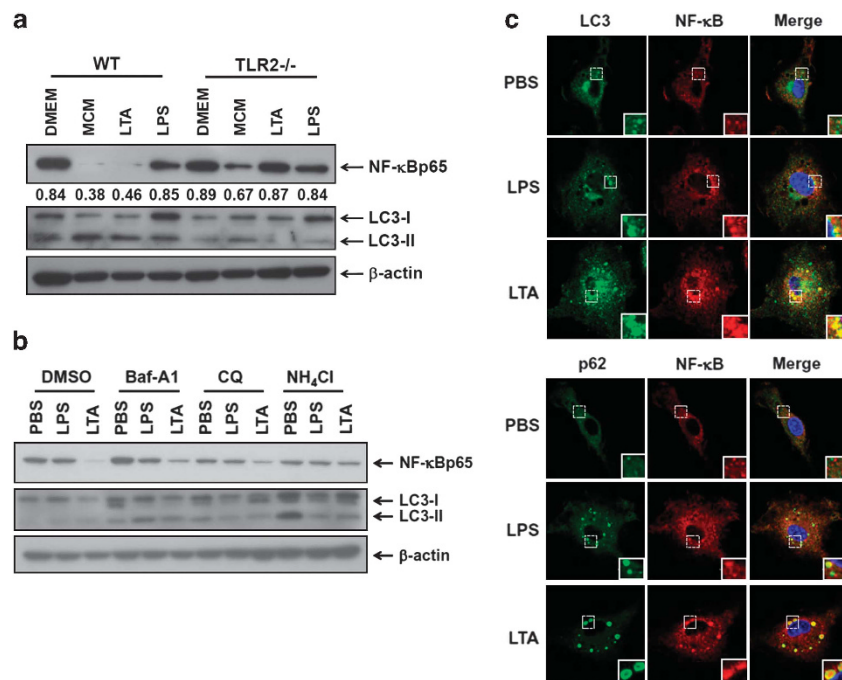 a
WT TLR2-/-
DMEM MCM LTA LPS DMEM MCM LTA LPS
NF-κBp65
0.84 0.38 0.46 0.85 0.89 0.67 0.87 0.84
LC3-I
LC3-II
β-actin
b
DMSO Baf-A1 CQ NH₄Cl
PBS LPS LTA PBS LPS LTA PBS LPS LTA PBS LPS LTA
NF-κBp65
LC3-I
LC3-II
β-actin
c
LC3 NF-κB Merge
PBS
LPS
LTA
p62 NF-κB Merge
PBS
LPS
LTA